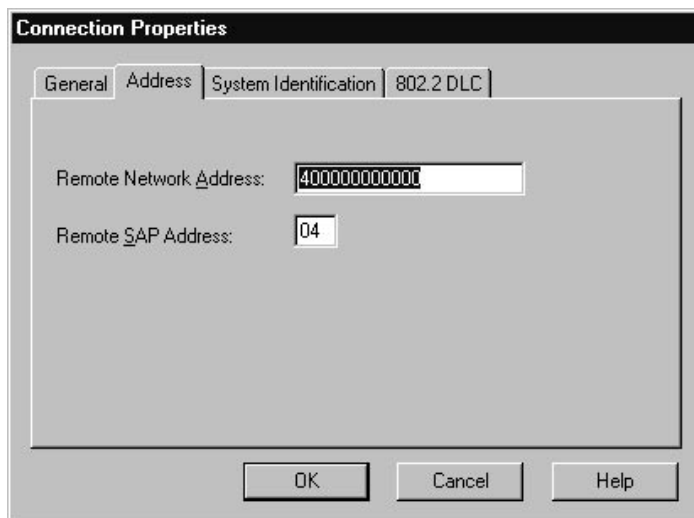 Connection Properties
General Address System Identification 802.2 DLC
Remote Network Address: 400000000000
Remote SAP Address: 04
OK Cancel Help